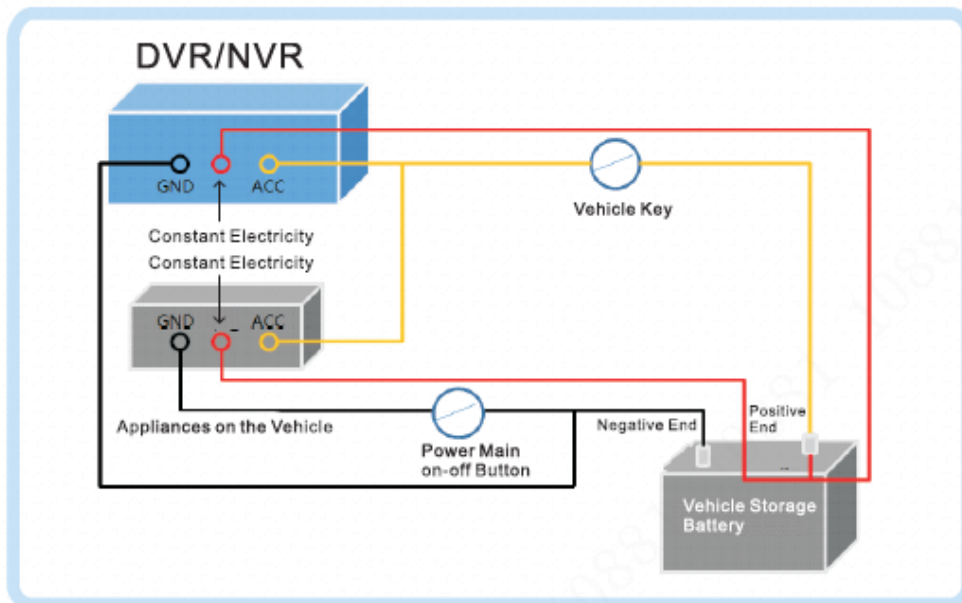 DVR/NVR
GND
ACC
Constant Electricity
Constant Electricity
GND
ACC
Vehicle Key
Appliances on the Vehicle
Power Main
on-off Button
Negative End
Positive
End
Vehicle Storage
Battery